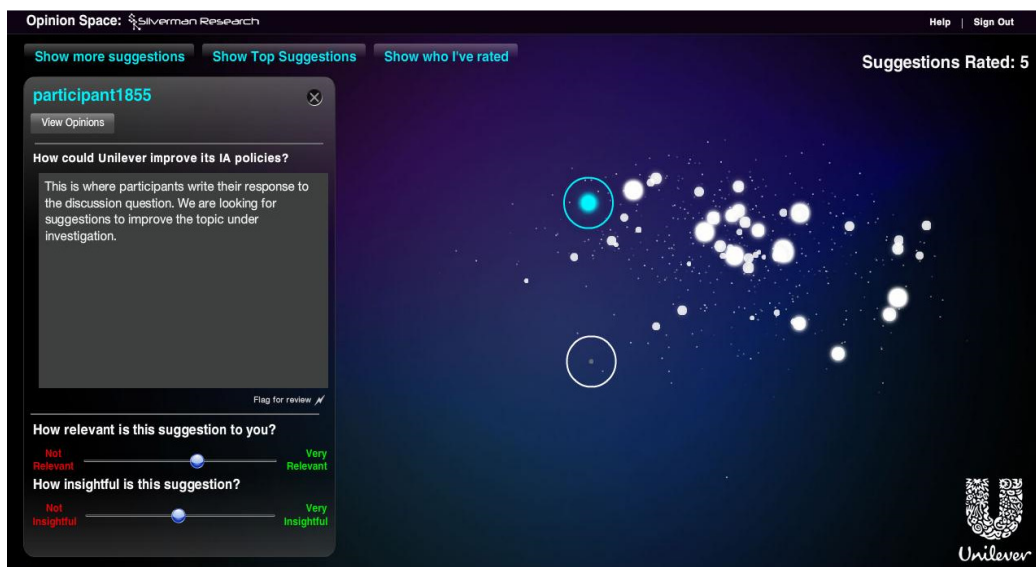 Opinion Space: Silverman Research
Help | Sign Out
Show more suggestions Show Top Suggestions Show who I've rated
Suggestions Rated: 5
participant1855
View Opinions
How could Unilever improve its IA policies?
This is where participants write their response to
the discussion question. We are looking for
suggestions to improve the topic under
investigation.
Flag for review
How relevant is this suggestion to you?
Not
Relevant
Very
Relevant
How insightful is this suggestion?
Not
Insightful
Very
Insightful
Unilever